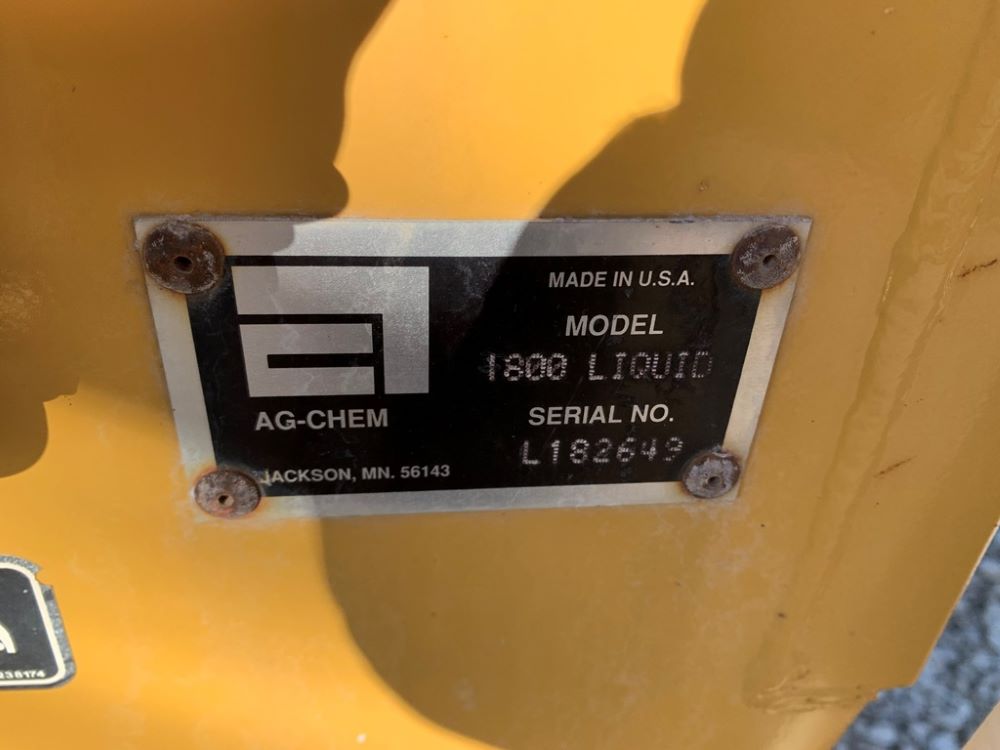 MADE IN U.S.A.
MODEL
1800 LIQUID
AG-CHEM
SERIAL NO.
L182649
JACKSON, MN. 56143